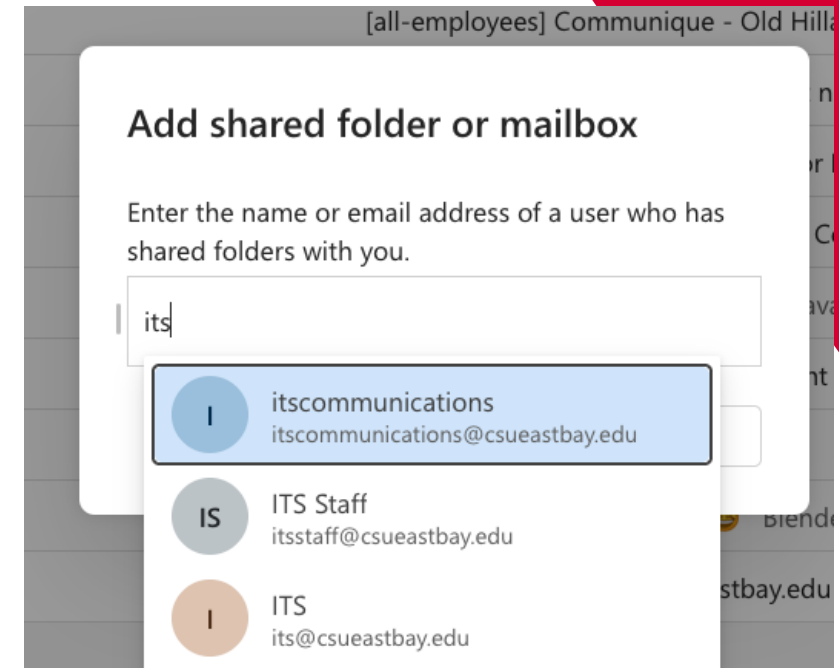 [all-employees] Communique - Old Hilla
Add shared folder or mailbox
Enter the name or email address of a user who has
shared folders with you.
its
I
itscommunications
itscommunications@csueastbay.edu
IS
ITS Staff
itsstaff@csueastbay.edu
I
ITS
its@csueastbay.edu
Blende
stbay.edu